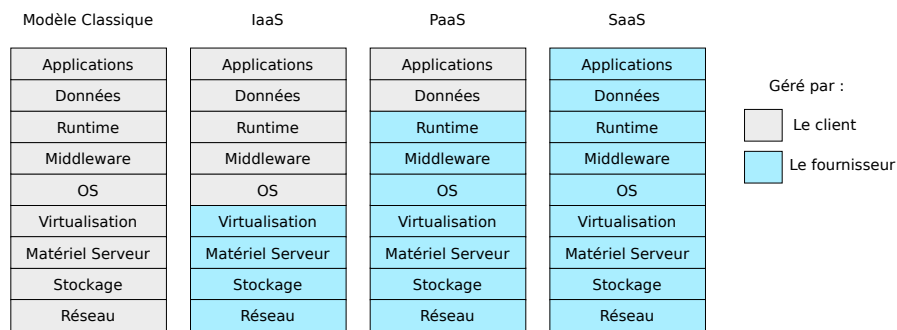 Modèle Classique
IaaS
PaaS
SaaS
Applications
Applications
Applications
Applications
Données
Données
Données
Données
Runtime
Runtime
Runtime
Runtime
Middleware
Middleware
Middleware
Middleware
OS
OS
OS
OS
Virtualisation
Virtualisation
Virtualisation
Virtualisation
Matériel Serveur
Matériel Serveur
Matériel Serveur
Matériel Serveur
Stockage
Stockage
Stockage
Stockage
Réseau
Réseau
Réseau
Réseau
Géré par :
Le client
Le fournisseur